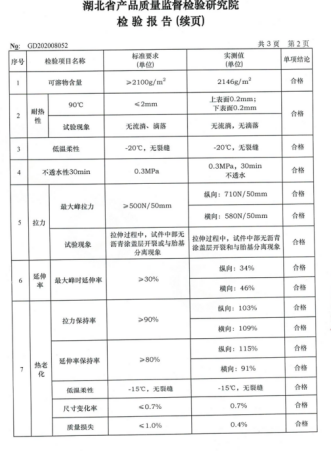 湖北省产品质量监督检验研究院
检 验 报 告 (续页)
№: GD202008052 共 3 页 第 2 页
序号 检验项目名称 标准要求(单位) 实测值(单位) 单项结论
1 可溶物含量 ≥2100g/m² 2146g/m² 合格
2 耐热性 90℃ ≤2mm 上表面0.2mm; 下表面0.2mm 合格
试验现象 无流淌、滴落 无流淌, 无滴落
3 低温柔性 -20℃, 无裂缝 -20℃, 无裂缝 合格
4 不透水性30min 0.3MPa 0.3MPa, 30min 不透水 合格
5 拉力 最大峰拉力 ≥500N/50mm 纵向: 710N/50mm 合格
横向: 580N/50mm 合格
试验现象 拉伸过程中, 试件中部无沥青涂盖层开裂或与胎基分离现象 拉伸过程中, 试件中部无沥青涂盖层开裂和与胎基分离现象 合格
6 延伸率 最大峰时延伸率 ≥30% 纵向: 34% 合格
横向: 46% 合格
7 热老化 拉力保持率 ≥90% 纵向: 103% 合格
横向: 109% 合格
延伸率保持率 ≥80% 纵向: 115% 合格
横向: 91% 合格
低温柔性 -15℃, 无裂缝 -15℃, 无裂缝 合格
尺寸变化率 ≤0.7% 0.7% 合格
质量损失 ≤1.0% 0.4% 合格